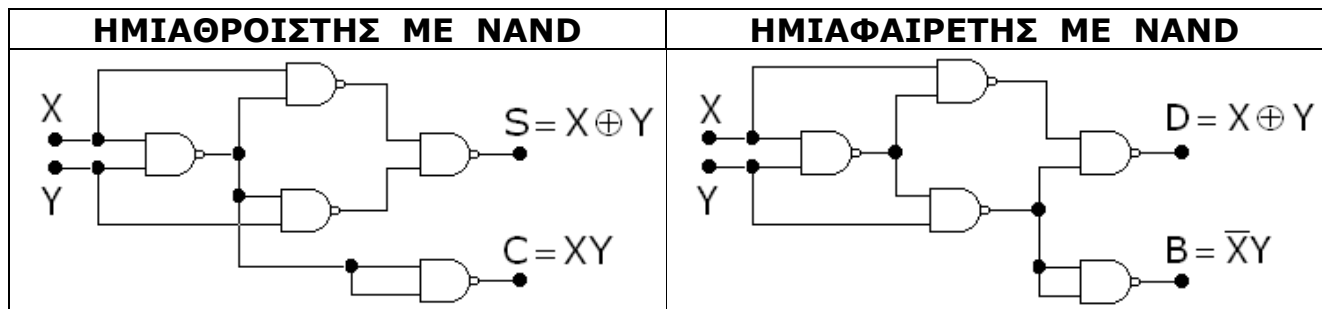 ΗΜΙΑΘΡΟΙΣΤΗΣ ΜΕ NAND
X
Y
S = X ⊕ Y
C = XY
ΗΜΙΑΦΑΙΡΕΤΗΣ ΜΕ NAND
X
Y
D = X ⊕ Y
B = X̅Y